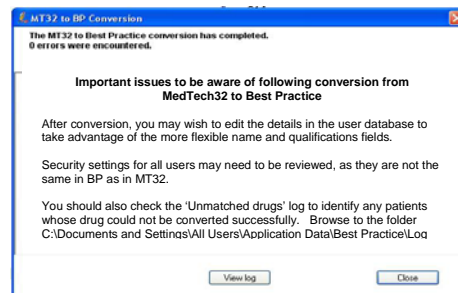 MT32 to BP Conversion
The MT32 to Best Practice conversion has completed.
0 errors were encountered.
Important issues to be aware of following conversion from
MedTech32 to Best Practice
After conversion, you may wish to edit the details in the user database to
take advantage of the more flexible name and qualifications fields.
Security settings for all users may need to be reviewed, as they are not the
same in BP as in MT32.
You should also check the 'Unmatched drugs' log to identify any patients
whose drug could not be converted successfully. Browse to the folder
C:\Documents and Settings\All Users\Application Data\Best Practice\Log
View log
Close